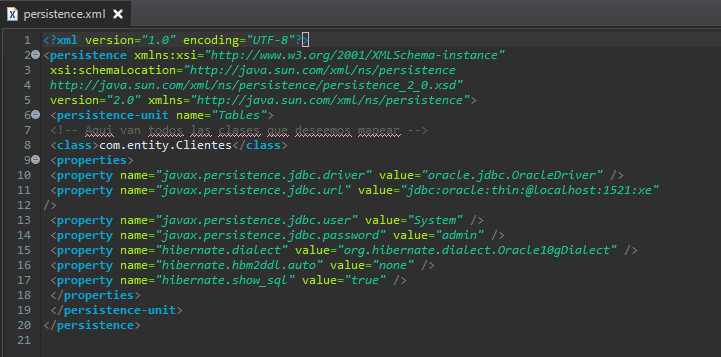 persistence.xml
1 <?xml version="1.0" encoding="UTF-8"?>
2 <persistence xmlns:xsi="http://www.w3.org/2001/XMLSchema-instance"
3 xsi:schemaLocation="http://java.sun.com/xml/ns/persistence
4 http://java.sun.com/xml/ns/persistence/persistence_2_0.xsd"
5 version="2.0" xmlns="http://java.sun.com/xml/ns/persistence">
6 <persistence-unit name="Tables">
7 <!-- Aqui van todos las clases que deseemos mapear -->
8 <class>com.entity.Clientes</class>
9 <properties>
10 <property name="javax.persistence.jdbc.driver" value="oracle.jdbc.OracleDriver" />
11 <property name="javax.persistence.jdbc.url" value="jdbc:oracle:thin:@localhost:1521:xe"
12 />
13 <property name="javax.persistence.jdbc.user" value="System" />
14 <property name="javax.persistence.jdbc.password" value="admin" />
15 <property name="hibernate.dialect" value="org.hibernate.dialect.Oracle10gDialect" />
16 <property name="hibernate.hbm2ddl.auto" value="none" />
17 <property name="hibernate.show_sql" value="true" />
18 </properties>
19 </persistence-unit>
20 </persistence>
21